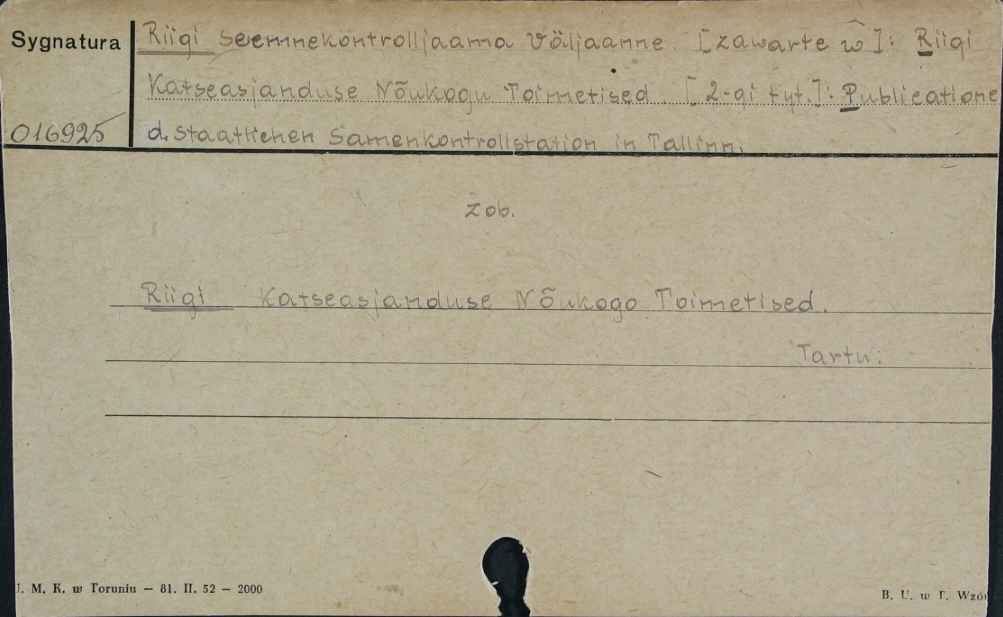 Sygnatura
Riigi Seemnekontrolljaama Väljaanne. [zawarte w]: Riigi
Katseasjanduse Nõukogu Toimetised. [2-gi tyt.]: Publicatione
016925
d. staatlichen Samenkontrollstation in Tallinn.
zob.
Riigi Katseasjanduse Nõukogo Toimetised.
Tartu:
U. M. K. w Toruniu – 81. II. 52 – 2000
B. U. w T. Wzór